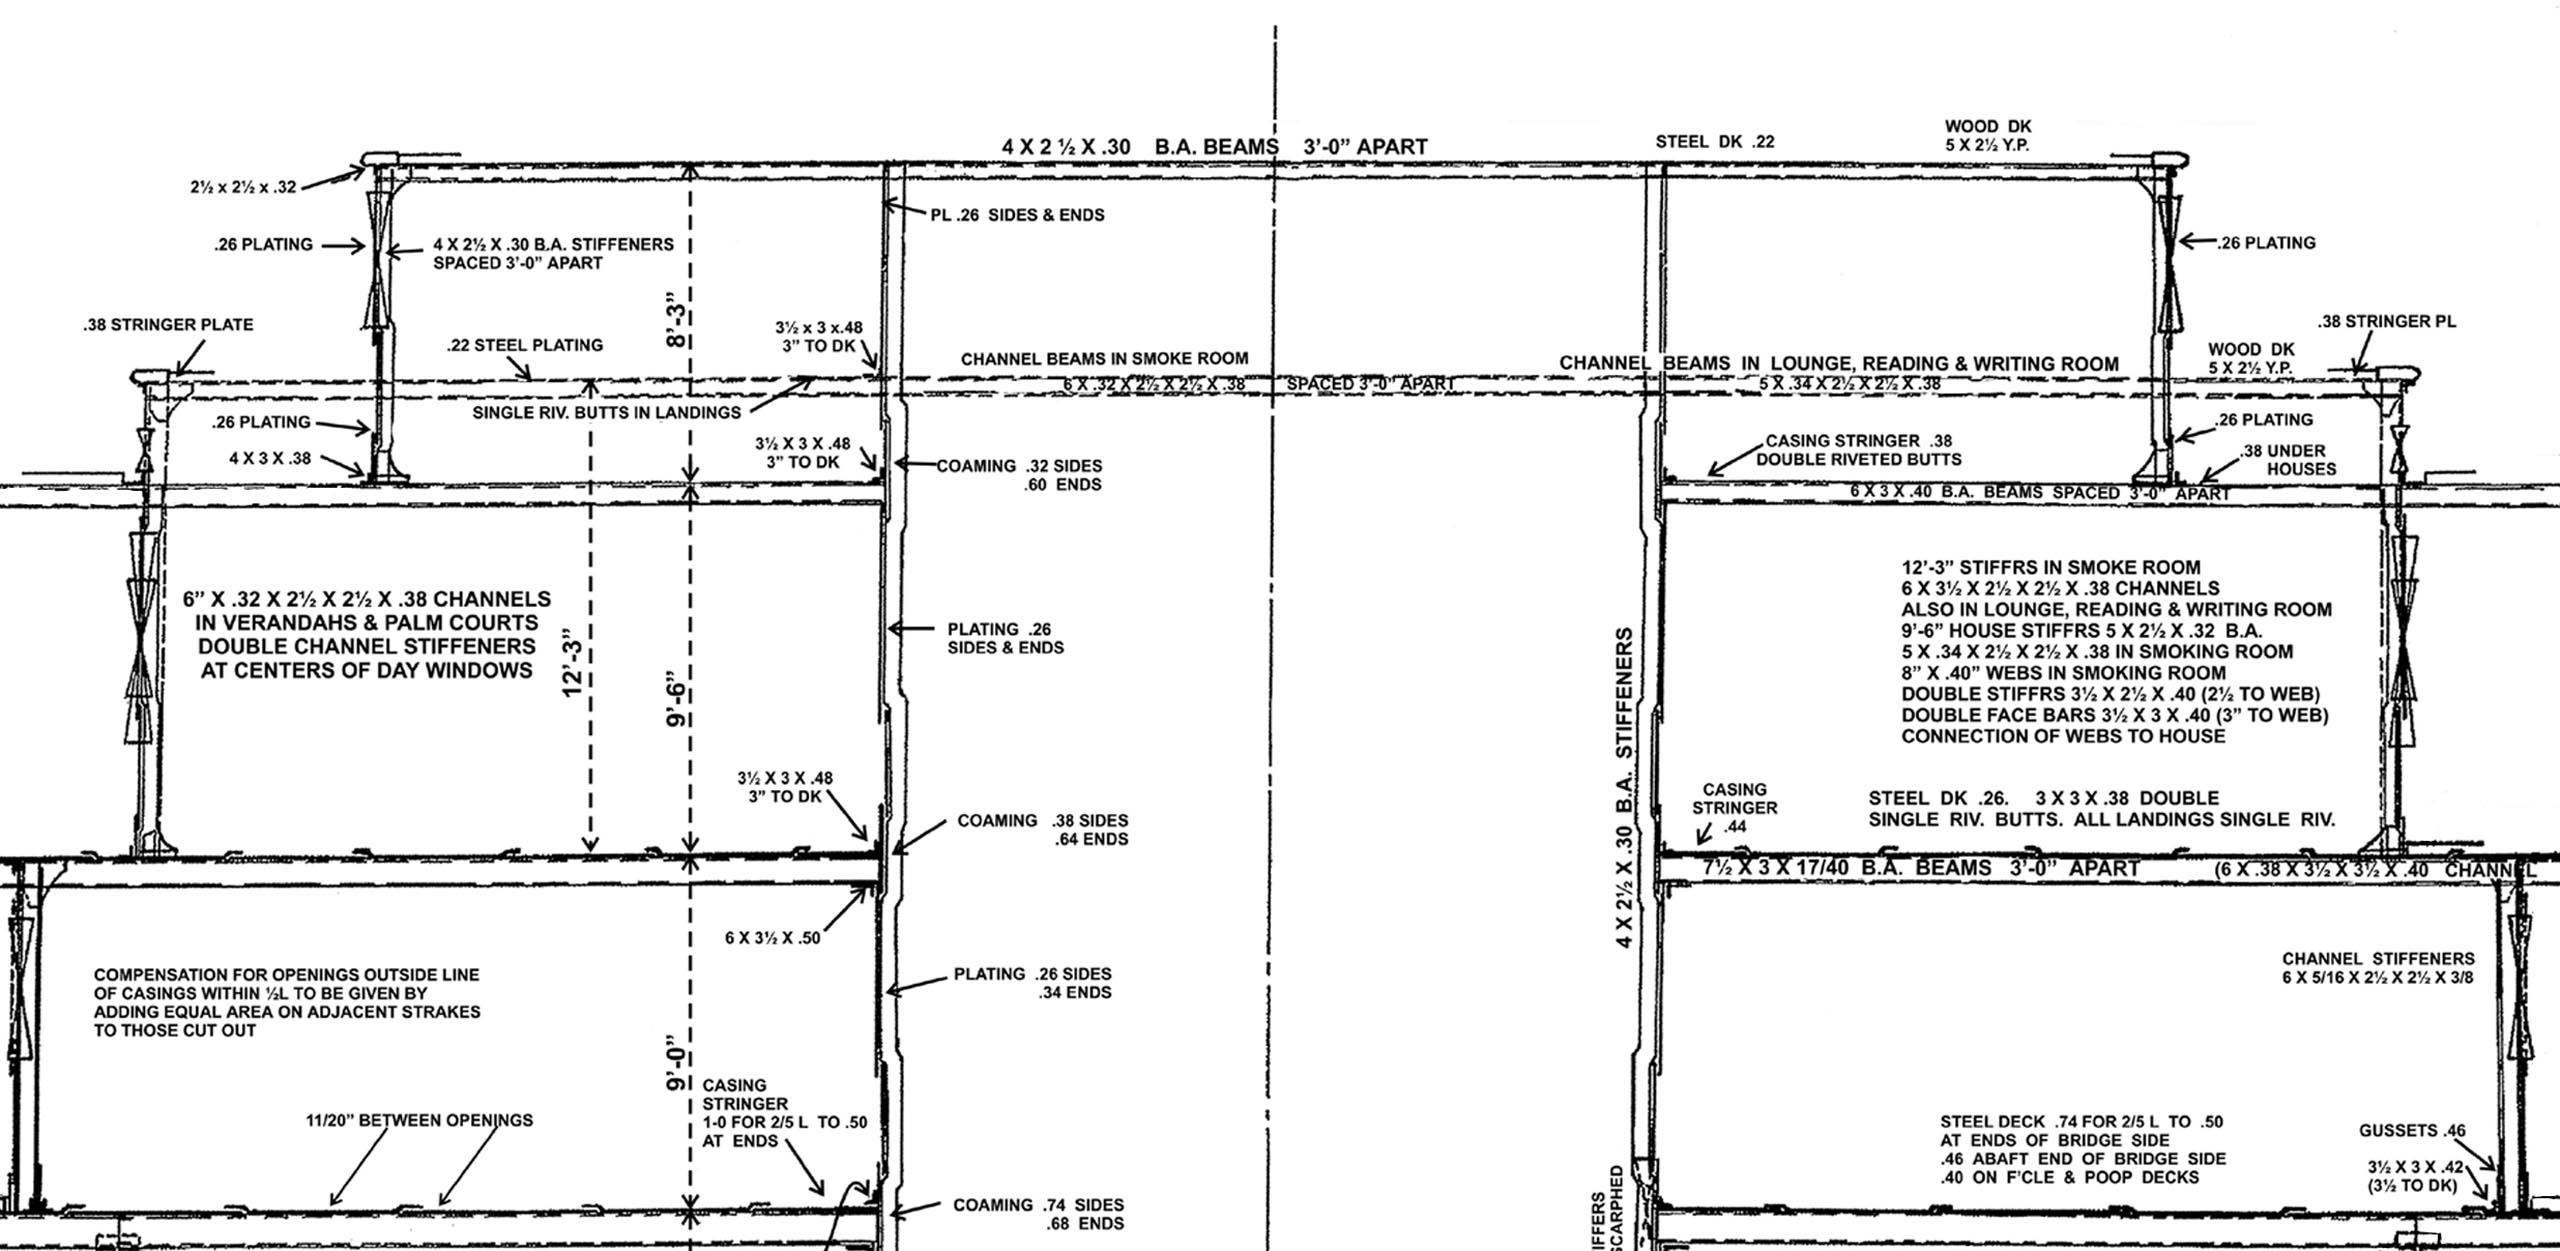 4 X 2 ½ X .30 B.A. BEAMS 3'-0” APART
STEEL DK .22
WOOD DK
5 X 2½ Y.P.
2½ x 2½ x .32
PL .26 SIDES & ENDS
.26 PLATING
4 X 2½ X .30 B.A. STIFFENERS
SPACED 3'-0” APART
.26 PLATING
8'-3”
.38 STRINGER PLATE
.22 STEEL PLATING
3½ x 3 x.48
3” TO DK
CHANNEL BEAMS IN SMOKE ROOM
6 X .32 X 2½ X 2½ X .38 SPACED 3'-0” APART
CHANNEL BEAMS IN LOUNGE, READING & WRITING ROOM
5 X .34 X 2½ X 2½ X .38
WOOD DK
5 X 2½ Y.P.
.38 STRINGER PL
SINGLE RIV. BUTTS IN LANDINGS
.26 PLATING
4 X 3 X .38
3½ X 3 X .48
3” TO DK
COAMING .32 SIDES
.60 ENDS
CASING STRINGER .38
DOUBLE RIVETED BUTTS
.26 PLATING
.38 UNDER
HOUSES
6 X 3 X .40 B.A. BEAMS SPACED 3'-0” APART
6” X .32 X 2½ X 2½ X .38 CHANNELS
IN VERANDAHS & PALM COURTS
DOUBLE CHANNEL STIFFENERS
AT CENTERS OF DAY WINDOWS
12'-3”
9'-6”
PLATING .26
SIDES & ENDS
4 X 2½ X .30 B.A. STIFFENERS
12'-3” STIFFRS IN SMOKE ROOM
6 X 3½ X 2½ X 2½ X .38 CHANNELS
ALSO IN LOUNGE, READING & WRITING ROOM
9'-6” HOUSE STIFFRS 5 X 2½ X .32 B.A.
5 X .34 X 2½ X 2½ X .38 IN SMOKING ROOM
8” X .40” WEBS IN SMOKING ROOM
DOUBLE STIFFRS 3½ X 2½ X .40 (2½ TO WEB)
DOUBLE FACE BARS 3½ X 3 X .40 (3” TO WEB)
CONNECTION OF WEBS TO HOUSE
3½ X 3 X .48
3” TO DK
COAMING .38 SIDES
.64 ENDS
CASING
STRINGER
.44
STEEL DK .26. 3 X 3 X .38 DOUBLE
SINGLE RIV. BUTTS. ALL LANDINGS SINGLE RIV.
7½ X 3 X 17/40 B.A. BEAMS 3'-0” APART
(6 X .38 X 3½ X 3½ X .40 CHANNEL
6 X 3½ X .50
COMPENSATION FOR OPENINGS OUTSIDE LINE
OF CASINGS WITHIN ½L TO BE GIVEN BY
ADDING EQUAL AREA ON ADJACENT STRAKES
TO THOSE CUT OUT
PLATING .26 SIDES
.34 ENDS
CHANNEL STIFFENERS
6 X 5/16 X 2½ X 2½ X 3/8
9'-0”
CASING
STRINGER
1-0 FOR 2/5 L TO .50
AT ENDS
11/20” BETWEEN OPENINGS
COAMING .74 SIDES
.68 ENDS
IFFERS
SCARPHED
STEEL DECK .74 FOR 2/5 L TO .50
AT ENDS OF BRIDGE SIDE
.46 ABAFT END OF BRIDGE SIDE
.40 ON F'CLE & POOP DECKS
GUSSETS .46
3½ X 3 X .42
(3½ TO DK)